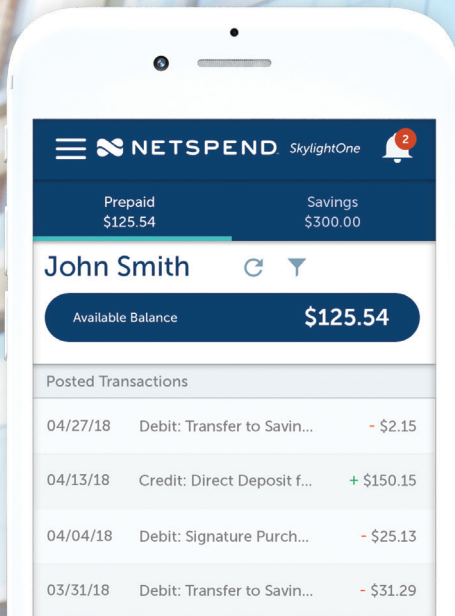 NETSPEND. SkylightOne 2
Prepaid Savings
$125.54 $300.00
John Smith
Available Balance $125.54
Posted Transactions
04/27/18 Debit: Transfer to Savin... - $2.15
04/13/18 Credit: Direct Deposit f... + $150.15
04/04/18 Debit: Signature Purch... - $25.13
03/31/18 Debit: Transfer to Savin... - $31.29